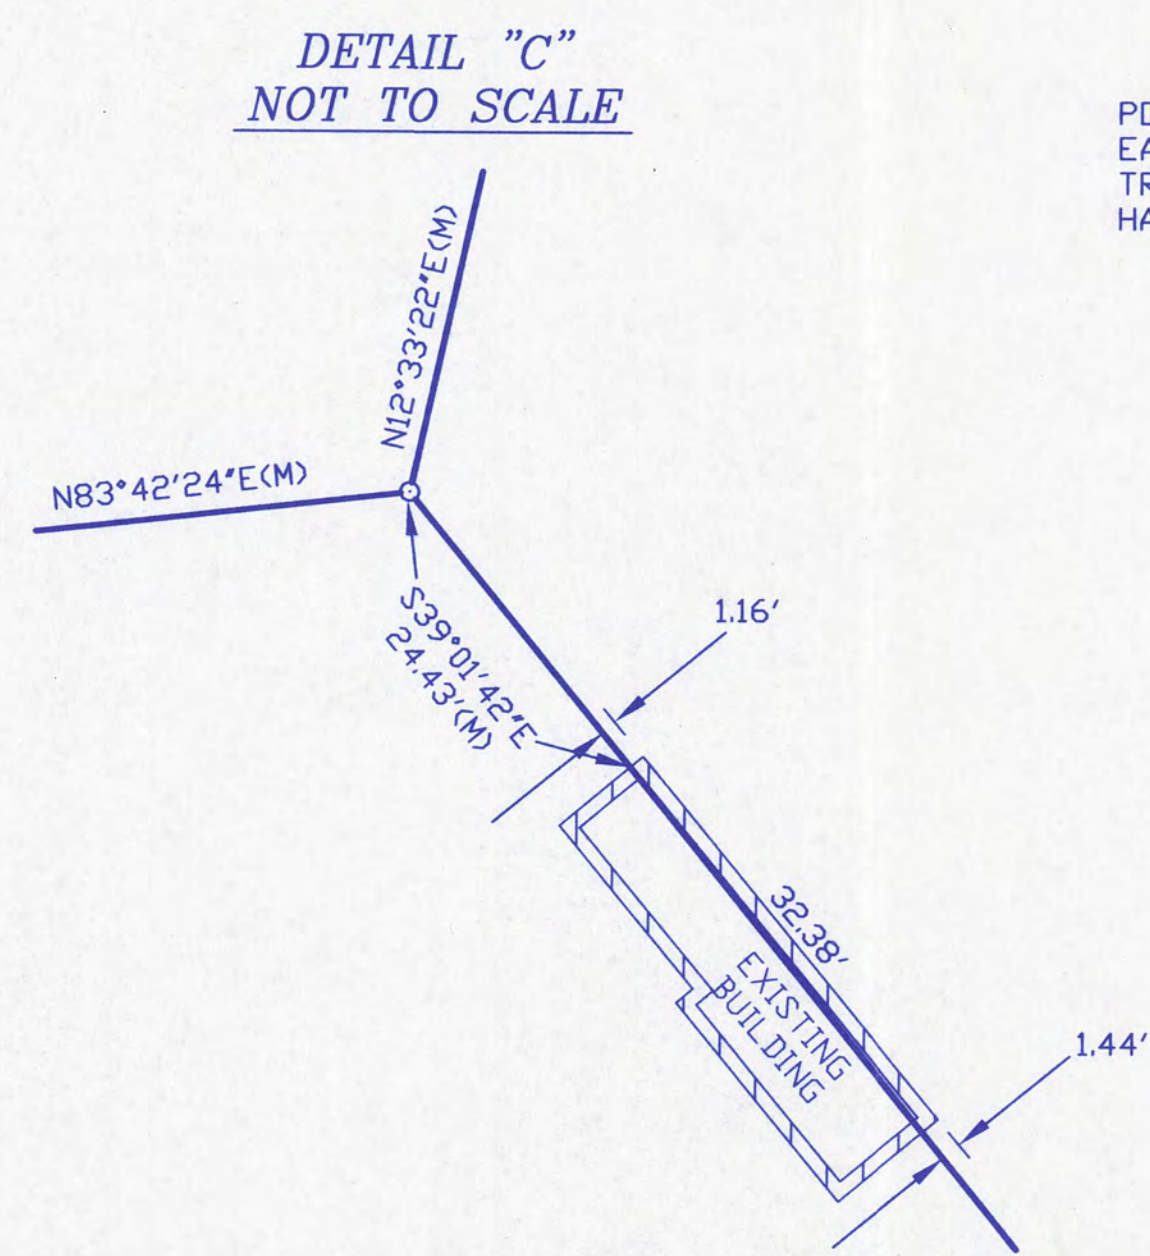 DETAIL "C"
NOT TO SCALE
N12°33'22"E(M)
N83°42'24"E(M)
S39°01'42"E
24.43'(M)
1.16'
32.38'
EXISTING
BUILDING
1.44'